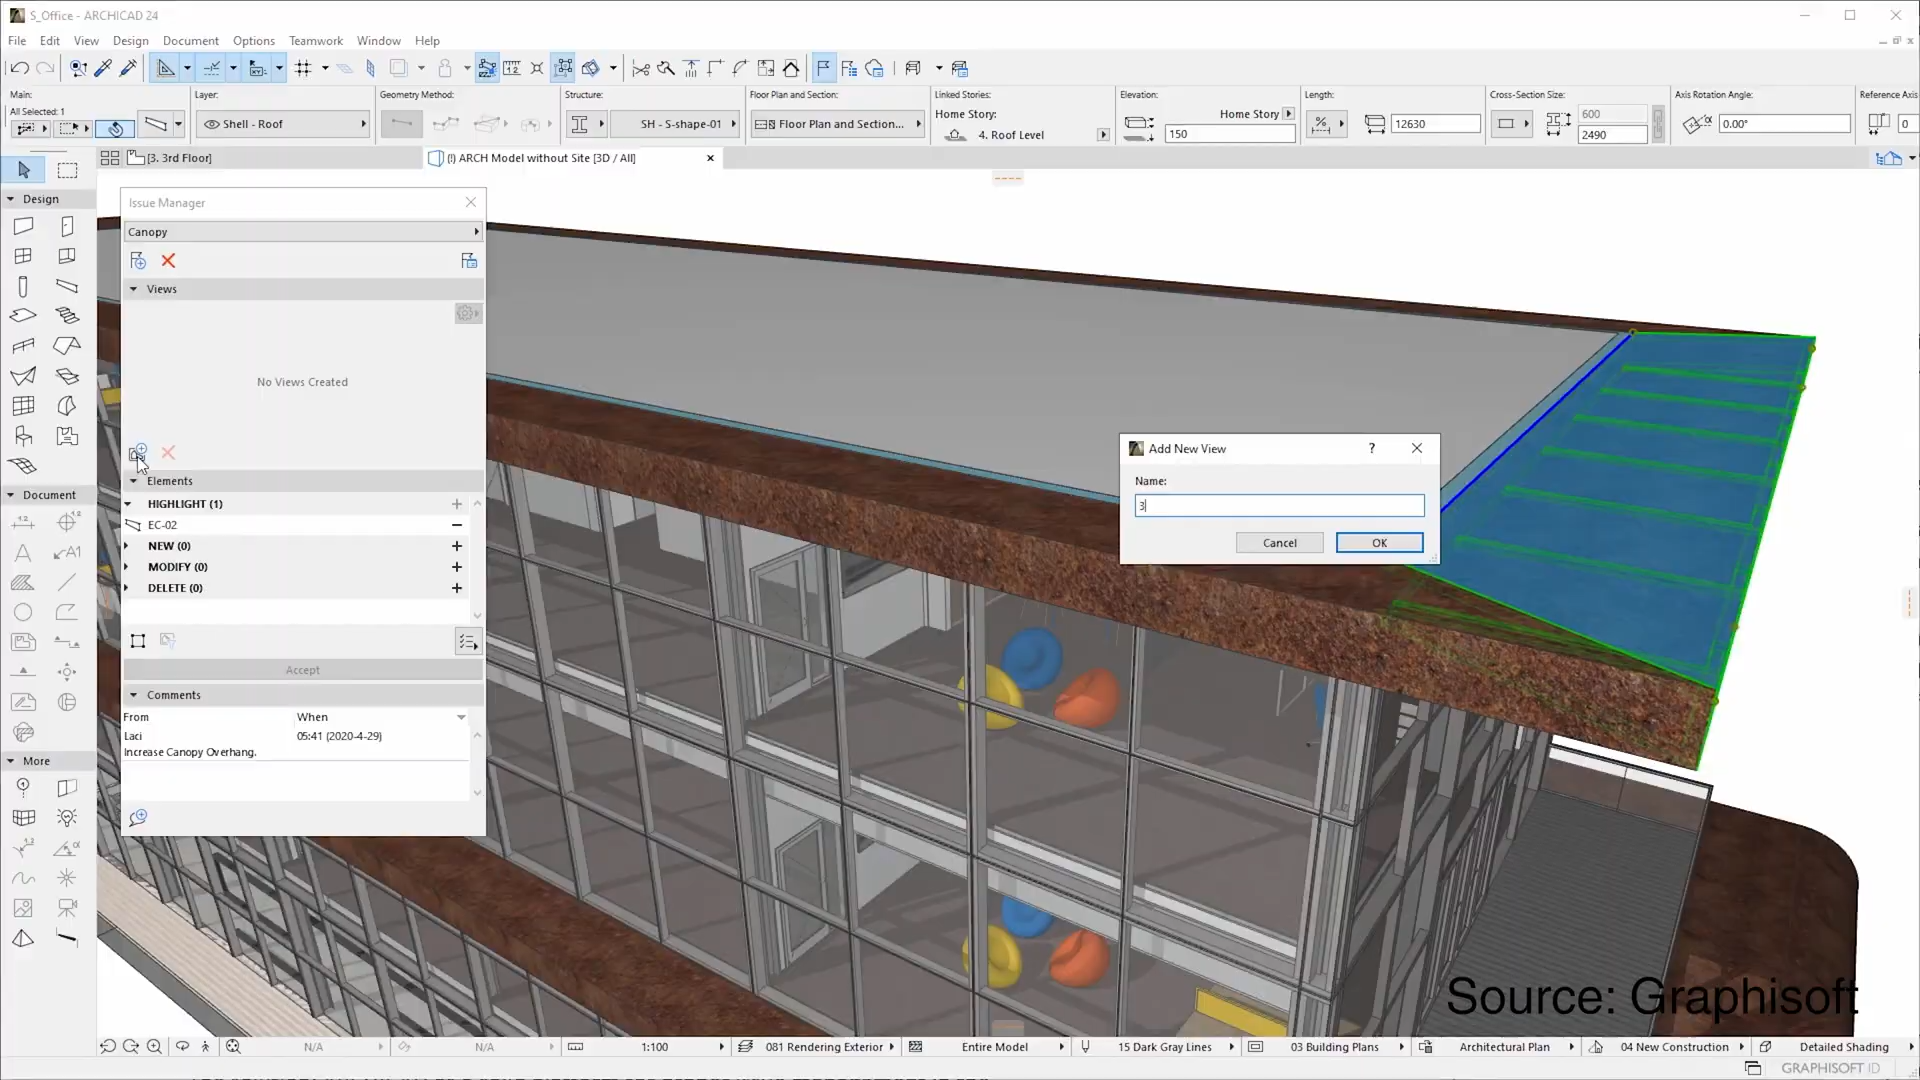 S_Office - ARCHICAD 24
File Edit View Design Document Options Teamwork Window Help
Main: Layer: Geometry Method: Structure: Floor Plan and Section: Linked Stories: Elevation: Length: Cross-Section Size: Axis Rotation Angle: Reference Axis
All Selected: 1
Shell - Roof
SH - S-shape-01
Floor Plan and Section...
Home Story:
4. Roof Level
Home Story
150
12630
600
2490
0.00°
0
[3. 3rd Floor]
(!) ARCH Model without Site [3D / All]
Design
Document
More
Issue Manager
Canopy
Views
No Views Created
Elements
HIGHLIGHT (1)
EC-02
NEW (0)
MODIFY (0)
DELETE (0)
Accept
Comments
From When
Laci 05:41 (2020-4-29)
Increase Canopy Overhang.
Add New View
Name:
3
Cancel OK
Source: Graphisoft
N/A N/A 1:100 081 Rendering Exterior Entire Model 15 Dark Gray Lines 03 Building Plans Architectural Plan 04 New Construction Detailed Shading
GRAPHISOFT ID